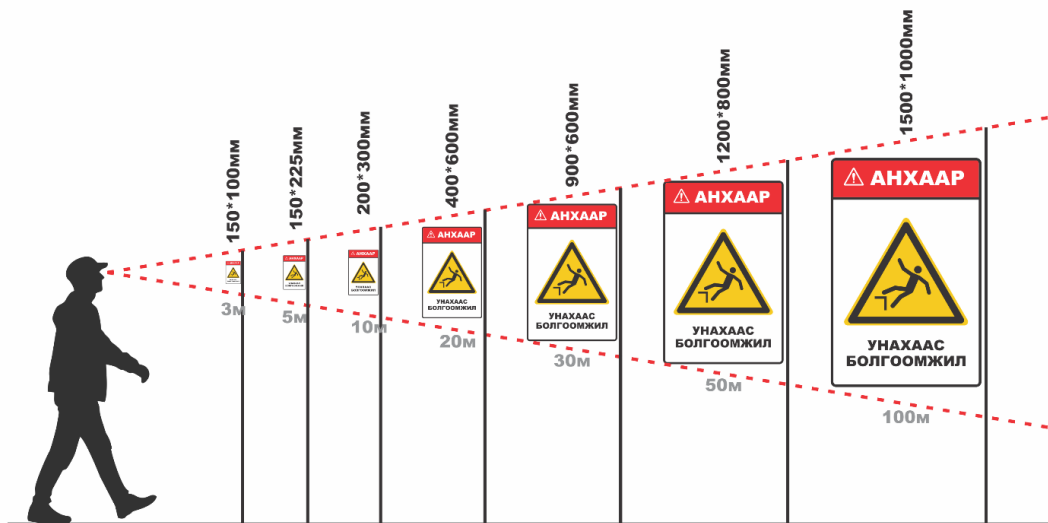 150*100мм
150*225мм
200*300мм
400*600мм
900*600мм
1200*800мм
1500*1000мм
АНХААР
АНХААР
УНАХААС
БОЛГООМЖИЛ
АНХААР
УНАХААС
БОЛГООМЖИЛ
АНХААР
УНАХААС
БОЛГООМЖИЛ
АНХААР
УНАХААС
БОЛГООМЖИЛ
3м
5м
10м
20м
30м
50м
100м